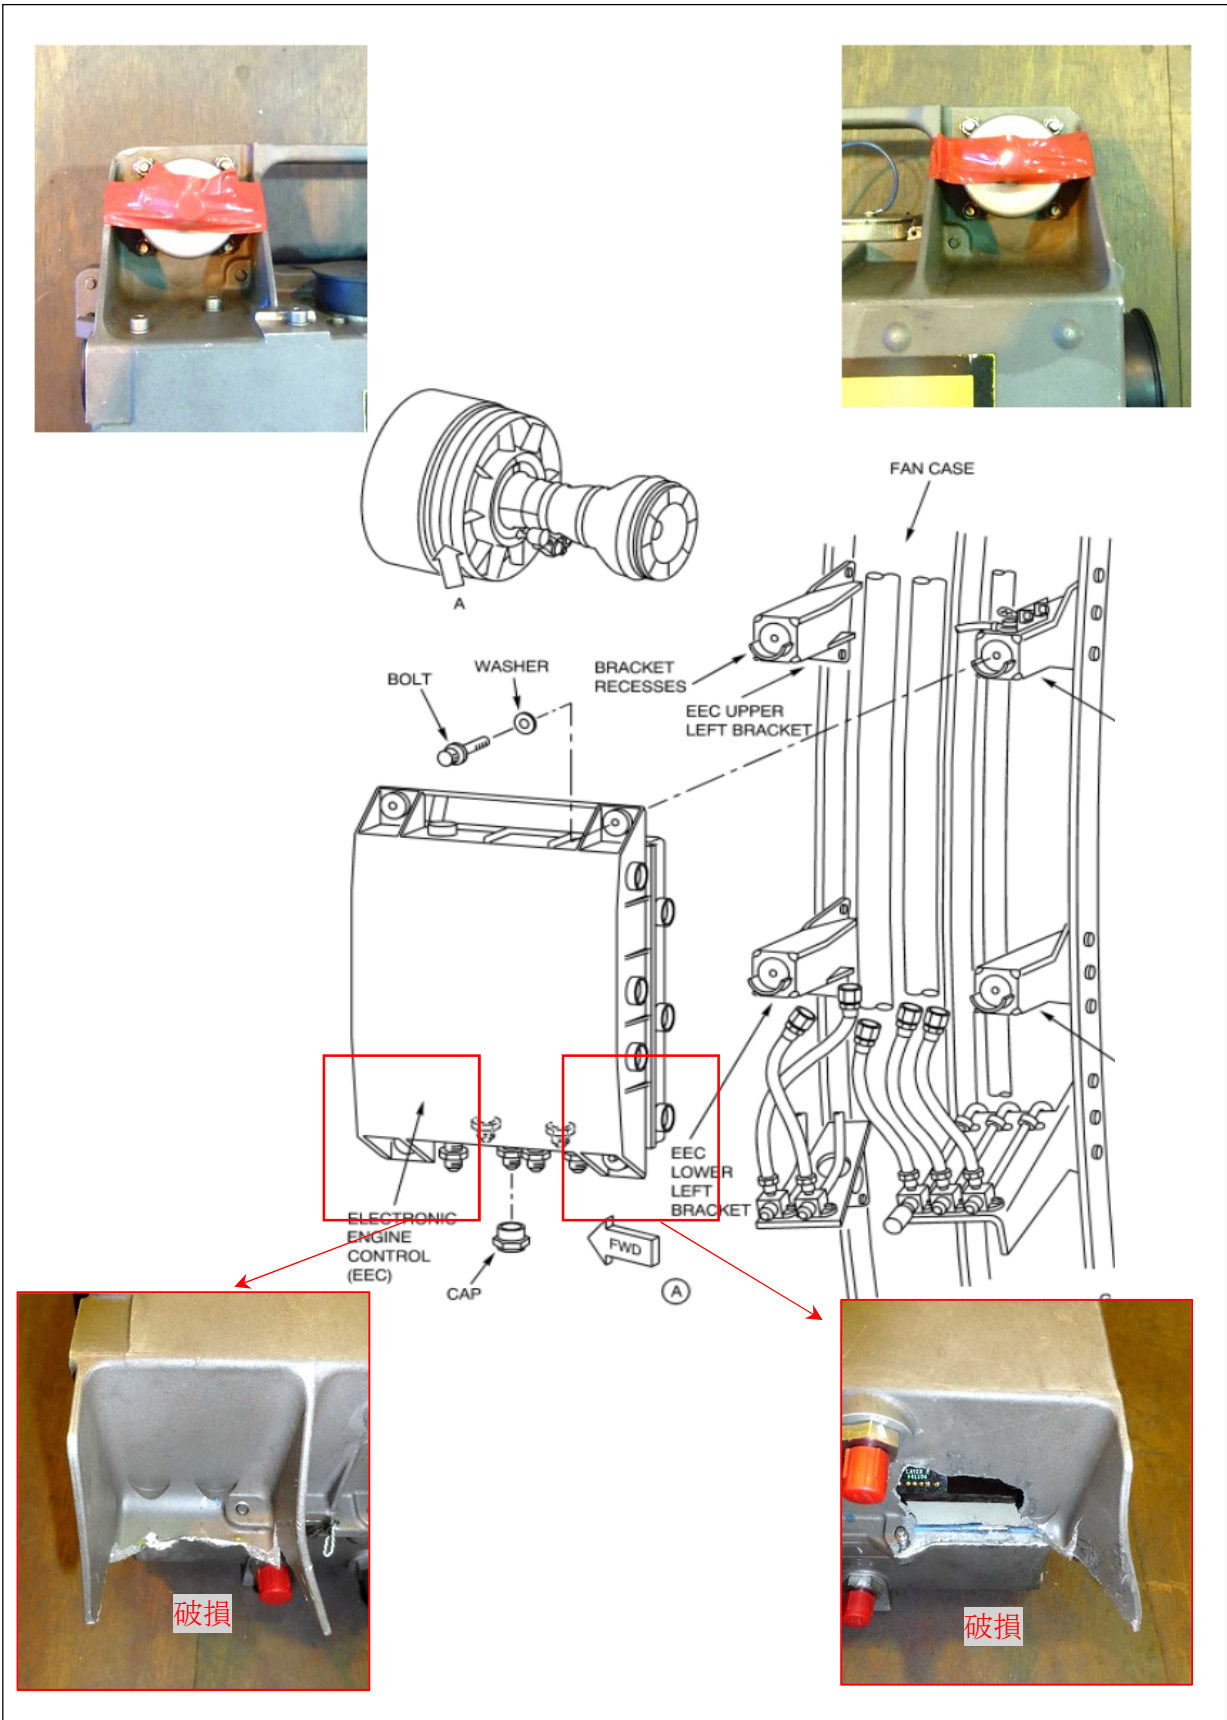 FAN CASE
A
WASHER
BOLT
BRACKET
RECESSES
EEC UPPER
LEFT BRACKET
EEC
LOWER
LEFT
BRACKET
ELECTRONIC
ENGINE
CONTROL
(EEC)
CAP
FWD
A
破損
破損